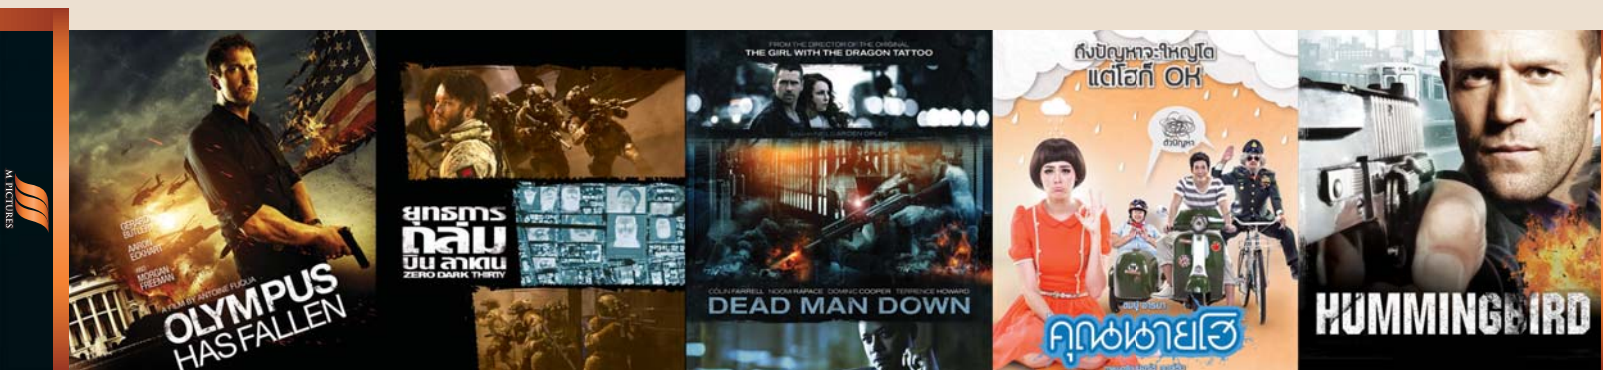 M PICTURES
GERARD
BUTLER
AARON
ECKHART
AND
MORGAN
FREEMAN
A FILM BY ANTOINE FUQUA
OLYMPUS
HAS FALLEN
ยุทธการ
ถล่ม
บิน ลาเดน
ZERO DARK THIRTY
FROM THE DIRECTOR OF THE ORIGINAL
THE GIRL WITH THE DRAGON TATTOO
COLIN FARRELL NOOMI RAPACE DOMINIC COOPER TERRENCE HOWARD
DEAD MAN DOWN
ถึงปัญหาจะใหญ่โต
แต่โฮก็ OK
ตัวปัญหา
คุณนายโฮ
HUMMINGBIRD